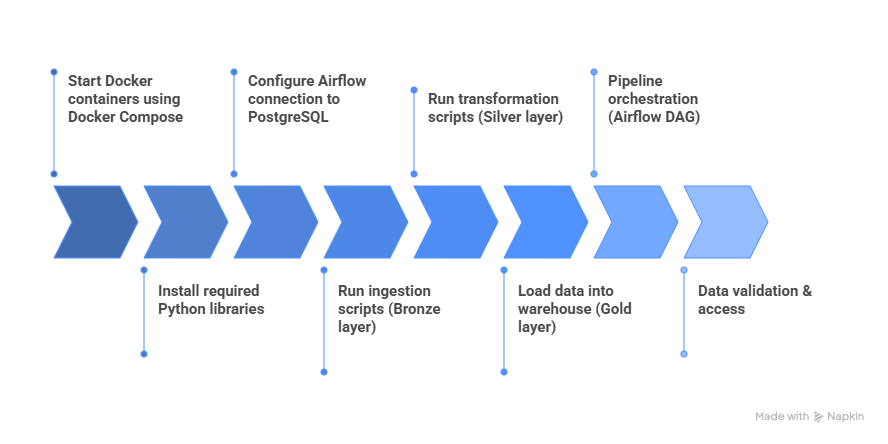 Start Docker
containers using
Docker Compose
Install required
Python libraries
Configure Airflow
connection to
PostgreSQL
Run ingestion
scripts (Bronze
layer)
Run transformation
scripts (Silver layer)
Load data into
warehouse (Gold
layer)
Pipeline
orchestration
(Airflow DAG)
Data validation &
access
Made with Napkin